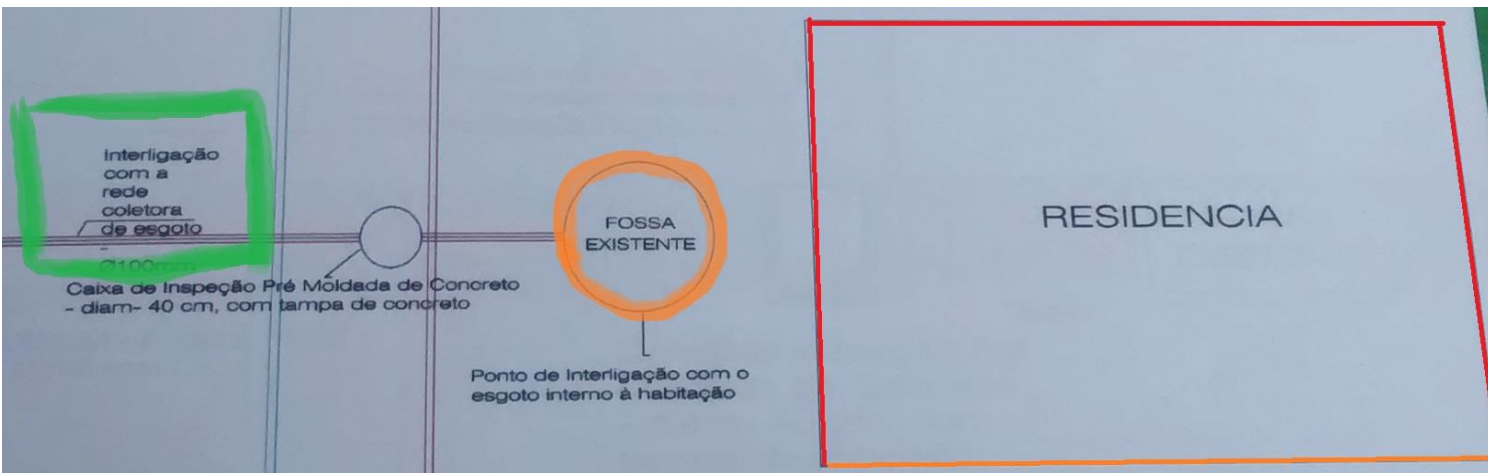 Interligação
com a
rede
coletora
de esgoto
-
Ø100mm
Caixa de Inspeção Pré Moldada de Concreto
- diam- 40 cm, com tampa de concreto
FOSSA
EXISTENTE
Ponto de Interligação com o
esgoto interno à habitação
RESIDENCIA